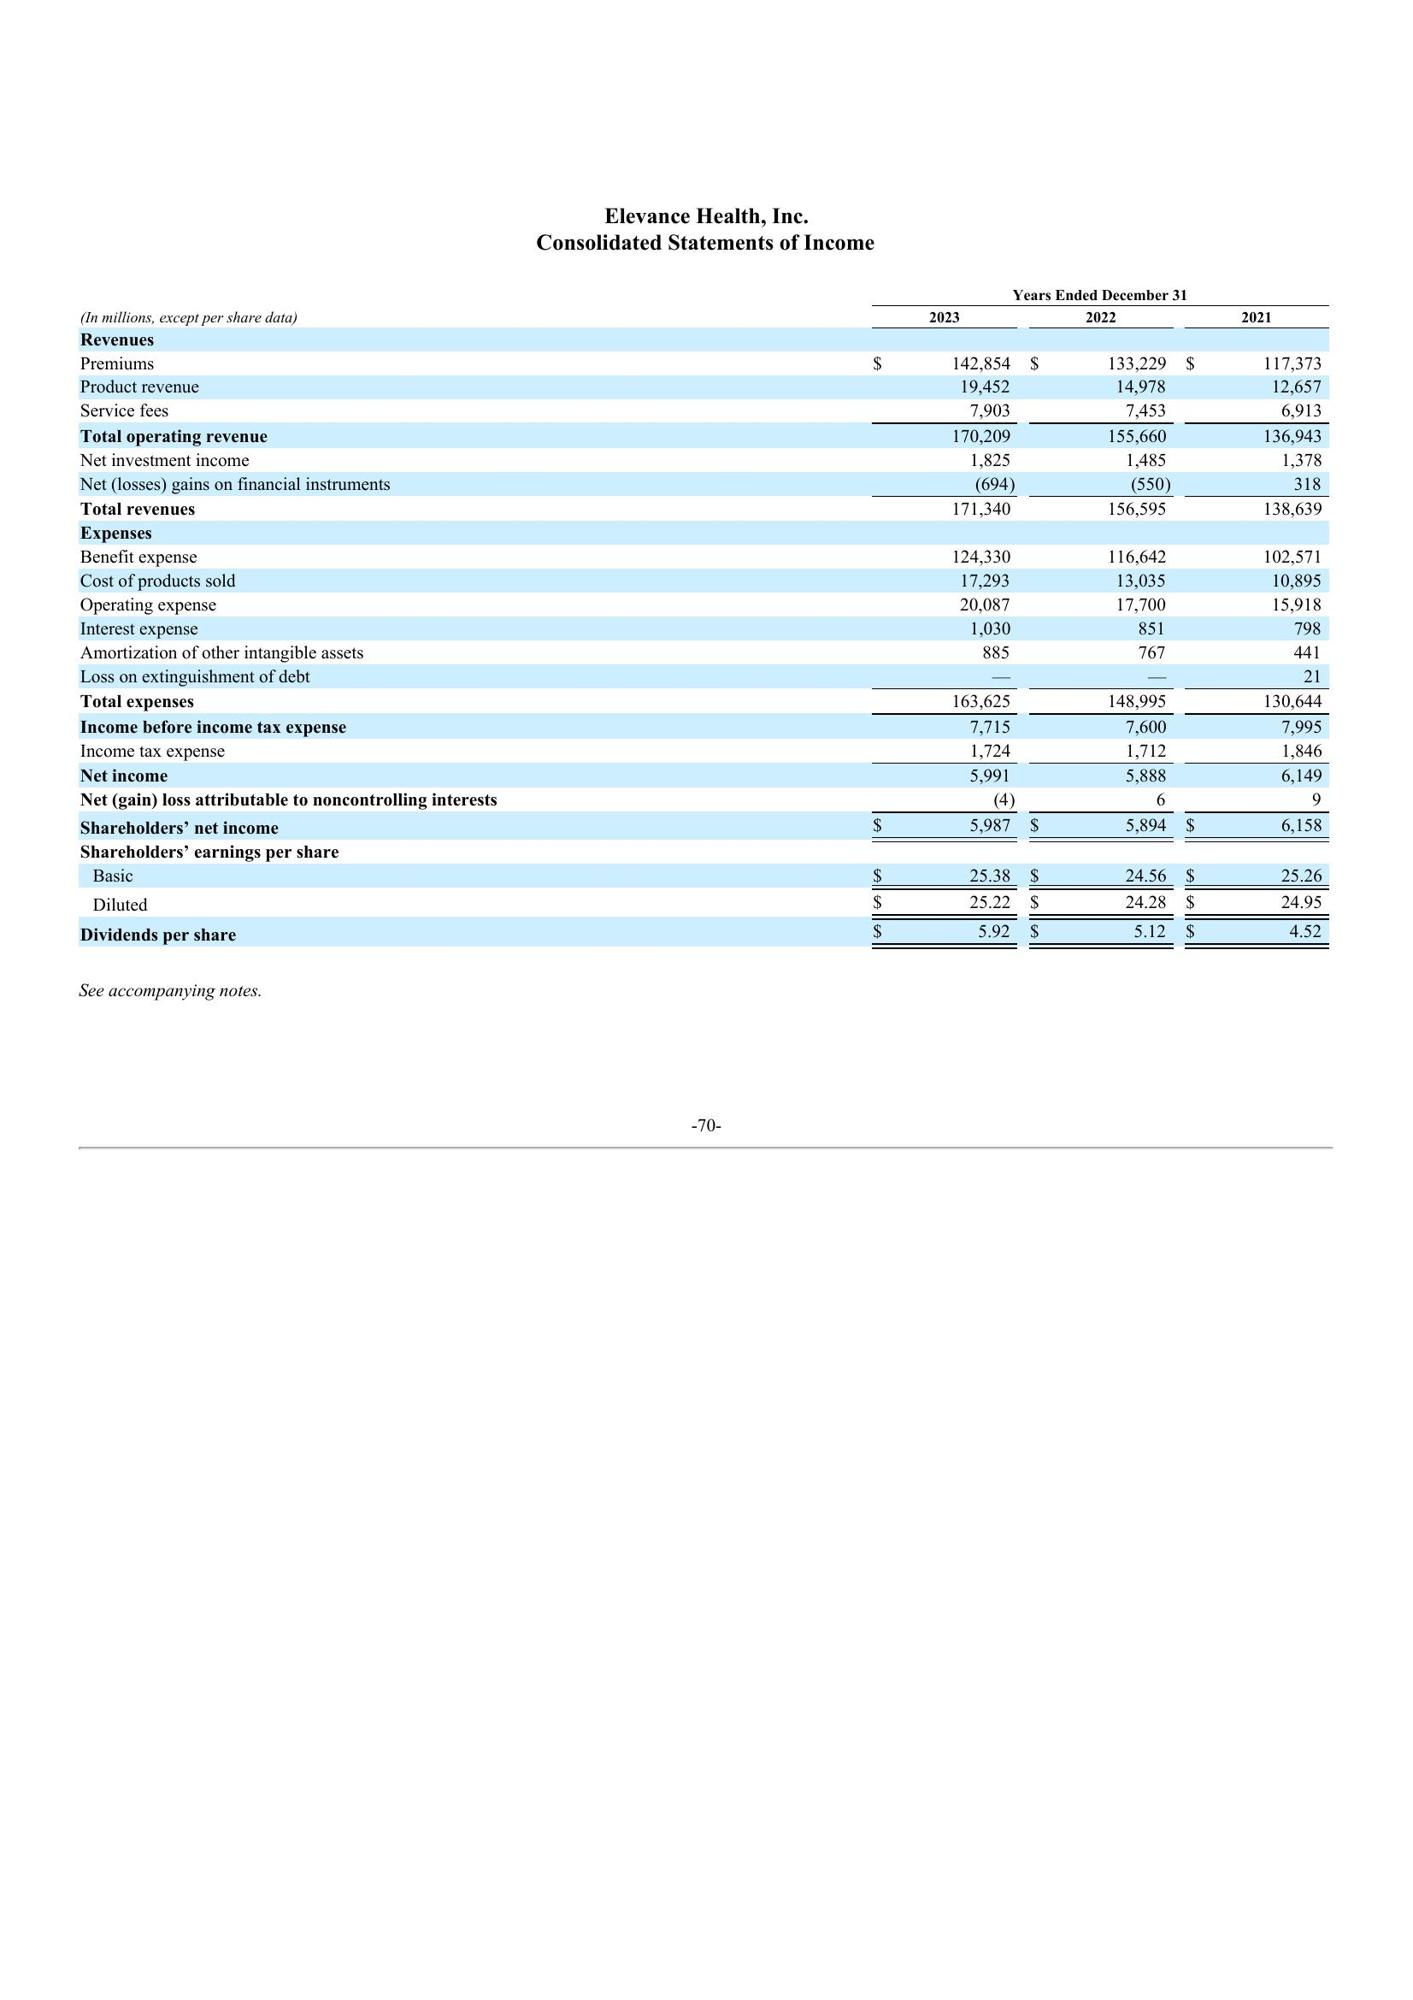 Elevance Health, Inc.
Consolidated Statements of Income
Years Ended December 31
(In millions, except per share data) 2023 2022 2021
Revenues
Premiums $ 142,854 $ 133,229 $ 117,373
Product revenue 19,452 14,978 12,657
Service fees 7,903 7,453 6,913
Total operating revenue 170,209 155,660 136,943
Net investment income 1,825 1,485 1,378
Net (losses) gains on financial instruments (694) (550) 318
Total revenues 171,340 156,595 138,639
Expenses
Benefit expense 124,330 116,642 102,571
Cost of products sold 17,293 13,035 10,895
Operating expense 20,087 17,700 15,918
Interest expense 1,030 851 798
Amortization of other intangible assets 885 767 441
Loss on extinguishment of debt — — 21
Total expenses 163,625 148,995 130,644
Income before income tax expense 7,715 7,600 7,995
Income tax expense 1,724 1,712 1,846
Net income 5,991 5,888 6,149
Net (gain) loss attributable to noncontrolling interests (4) 6 9
Shareholders’ net income $ 5,987 $ 5,894 $ 6,158
Shareholders’ earnings per share
Basic $ 25.38 $ 24.56 $ 25.26
Diluted $ 25.22 $ 24.28 $ 24.95
Dividends per share $ 5.92 $ 5.12 $ 4.52
See accompanying notes.
-70-